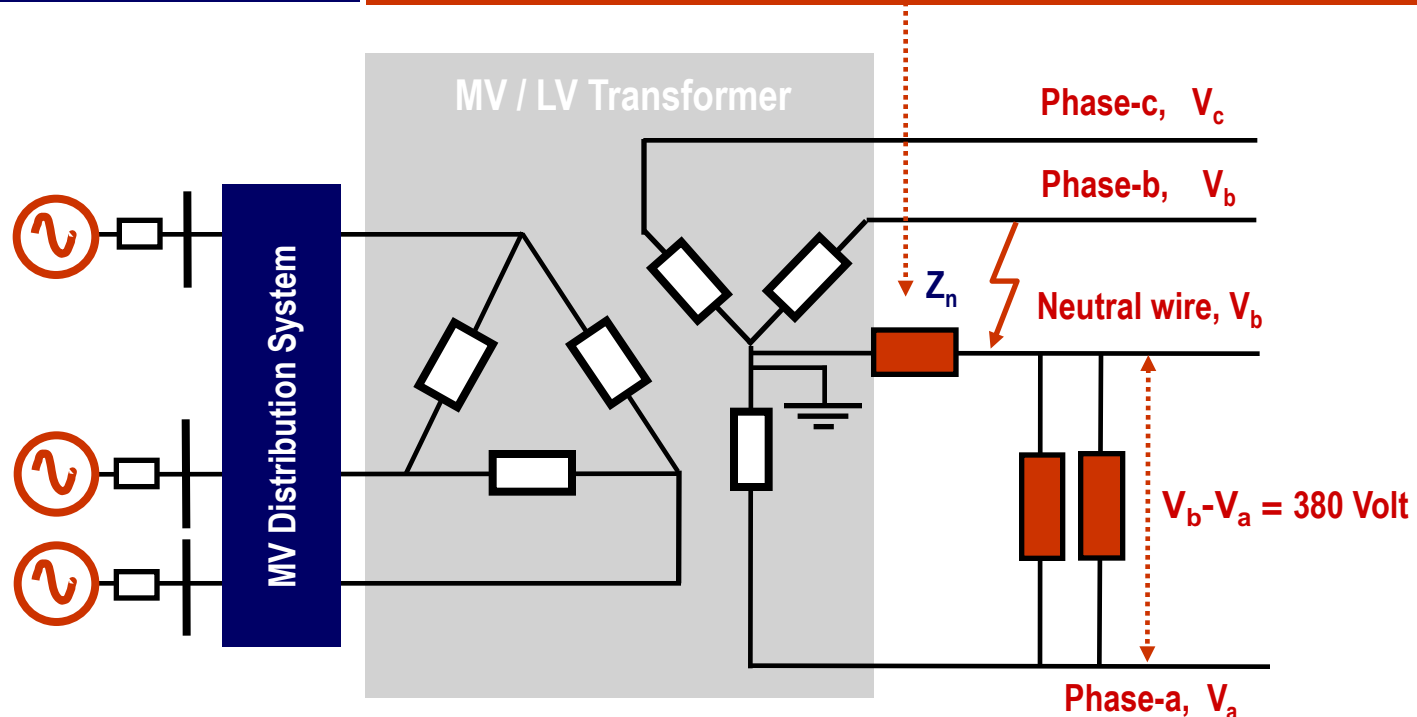 MV / LV Transformer
Phase-c, Vc
Phase-b, Vb
Zn
Neutral wire, Vb
MV Distribution System
Vb-Va = 380 Volt
Phase-a, Va